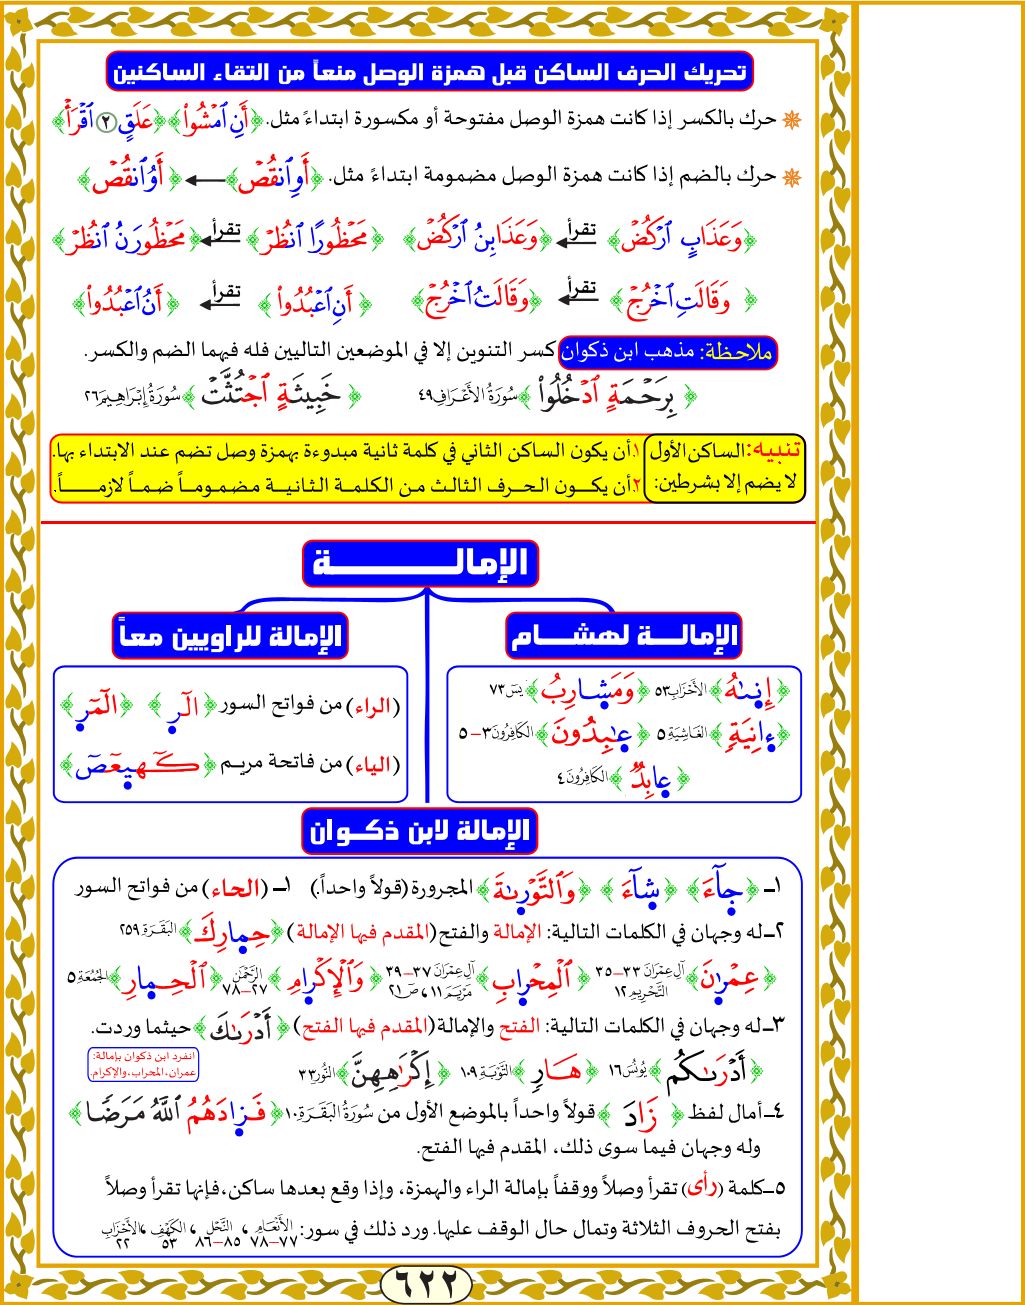 تحريك الحرف الساكن قبل همزة الوصل منعاً من التقاء الساكنين
حرك بالكسر إذا كانت همزة الوصل مفتوحة أو مكسورة ابتداءً مثل. ﴿أَنِ ٱمْشُوا۟﴾ ﴿عَلَقٍ ٢ ٱقْرَأْ﴾
حرك بالضم إذا كانت همزة الوصل مضمومة ابتداءً مثل. ﴿أَوِ ٱنقُصْ﴾ ﴿أَوُ ٱنقُصْ﴾
﴿وَعَذَابٍ ٱرْكُضْ﴾ تقرأ ﴿وَعَذَابِنُ ٱرْكُضْ﴾ ﴿مَحْظُورًا ٱنظُرْ﴾ تقرأ ﴿مَحْظُورَنُ ٱنظُرْ﴾
﴿وَقَالَتِ ٱخْرُجْ﴾ تقرأ ﴿وَقَالَتُ ٱخْرُجْ﴾ ﴿أَنِ ٱعْبُدُوا۟﴾ تقرأ ﴿أَنُ ٱعْبُدُوا۟﴾
ملاحظة: مذهب ابن ذكوان كسر التنوين إلا في الموضعين التاليين فله فيهما الضم والكسر.
﴿بِرَحْمَةٍ ٱدْخُلُوا۟﴾ سُورَةُ الأَعْرَافِ ٤٩ ﴿خَبِيثَةٍ ٱجْتُثَّتْ﴾ سُورَةُ إِبْرَاهِيمَ ٢٦
تنبيه: الساكن الأول ١. أن يكون الساكن الثاني في كلمة ثانية مبدوءة بهمزة وصل تضم عند الابتداء بها.
لا يضم إلا بشرطين: ٢. أن يكون الحرف الثالث من الكلمة الثانية مضموماً ضماً لازماً.
الإمالة
الإمالة لهشام
﴿إِنَىٰهُ﴾ الأَحْزَاب ٥٣ ﴿وَمَشَارِبُ﴾ يسٓ ٧٣
﴿ءَانِيَةٍ﴾ الغَاشِيَة ٥ ﴿عَٰبِدُونَ﴾ الكَافِرُونَ ٣-٥
﴿عَابِدٌ﴾ الكَافِرُونَ ٤
الإمالة للراويين معاً
(الراء) من فواتح السور ﴿الٓر﴾ ﴿الٓمٓر﴾
(الياء) من فاتحة مريم ﴿كٓهيعٓصٓ﴾
الإمالة لابن ذكوان
١- ﴿جَآءَ﴾ ﴿شَآءَ﴾ ﴿وَٱلتَّوْرَىٰةَ﴾ المجرورة (قولاً واحداً.) ١- (الحاء) من فواتح السور
٢- له وجهان في الكلمات التالية: الإمالة والفتح (المقدم فيها الإمالة) ﴿حِمَارِكَ﴾ البَقَرَة ٢٥٩
﴿عِمْرَٰنَ﴾ آلِ عِمْرَانَ ٣٣-٣٥ التَّحْرِيم ١٢ ﴿ٱلْمِحْرَابَ﴾ آلِ عِمْرَانَ ٣٧-٣٩ مَرْيَم ١١، صٓ ٢١ ﴿وَٱلْإِكْرَامِ﴾ الرَّحْمٰن ٢٧-٧٨ ﴿ٱلْحِمَارِ﴾ الجُمُعَة ٥
٣- له وجهان في الكلمات التالية: الفتح والإمالة (المقدم فيها الفتح) ﴿أَدْرَىٰكَ﴾ حيثما وردت.
﴿أَدْرَىٰكُم﴾ يُونُس ١٦ ﴿هَارٍ﴾ التَّوْبَة ١٠٩ ﴿إِكْرَٰهِهِنَّ﴾ النُّور ٣٣
انفرد ابن ذكوان بإمالة:
عمران، المحراب، والإكرام.
٤- أمال لفظ ﴿زَادَ﴾ قولاً واحداً بالموضع الأول من سُورَةُ البَقَرَةِ ١٠ ﴿فَزَادَهُمُ ٱللَّهُ مَرَضًا﴾
وله وجهان فيما سوى ذلك، المقدم فيها الفتح.
٥- كلمة (رأى) تقرأ وصلاً ووقفاً بإمالة الراء والهمزة، وإذا وقع بعدها ساكن، فإنها تقرأ وصلاً
بفتح الحروف الثلاثة وتمال حال الوقف عليها. ورد ذلك في سور: الأَنْعَام ٧٧-٧٨، النَّحْل ٨٥-٨٦، الكَهْف ٥٣، الأَحْزَاب ٢٢
٦٢٢